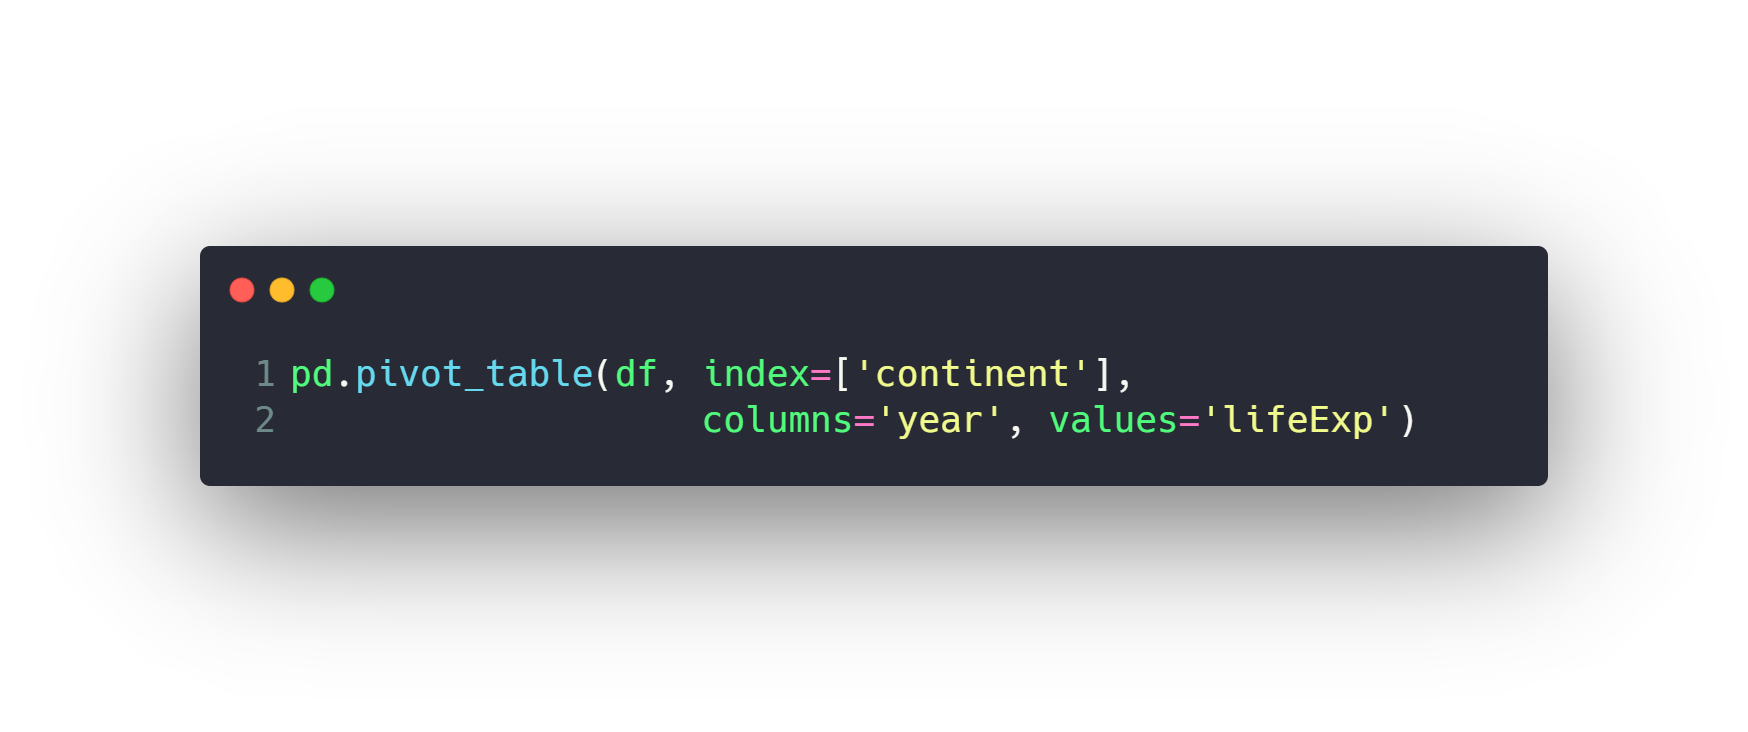 1 pd.pivot_table(df, index=['continent'],
2                    columns='year', values='lifeExp')